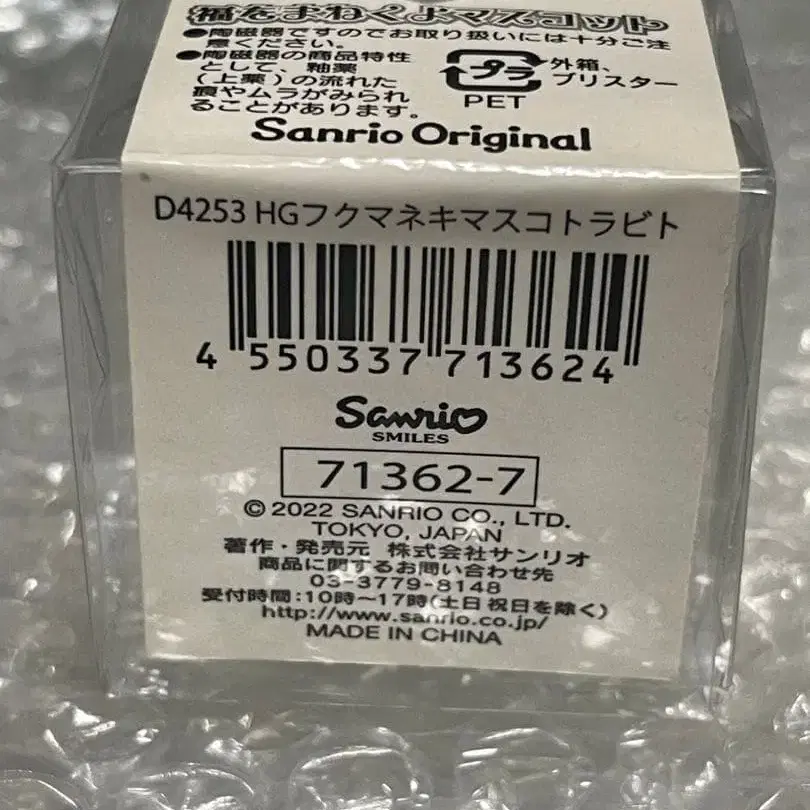 福をまねくよマスコット
●陶磁器ですのでお取り扱いには十分ご注
意ください。
●陶磁器の商品特性
として、釉薬
(上薬)の流れた
痕やムラがみられ
ることがあります。
プラ
PET
外箱、
ブリスター
Sanrio Original
D4253 HGフクマネキマスコトラビト
4 550337 713624
Sanrio
SMILES
71362-7
© 2022 SANRIO CO., LTD.
TOKYO, JAPAN
著作・発売元 株式会社サンリオ
商品に関するお問い合わせ先
03-3779-8148
受付時間:10時〜17時(土日祝日を除く)
http://www.sanrio.co.jp/
MADE IN CHINA